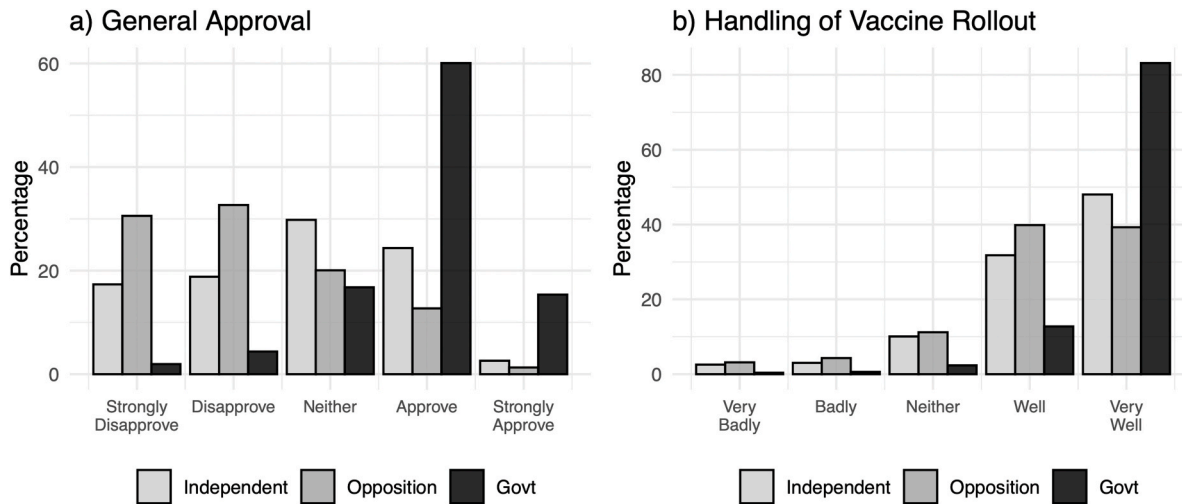 a) General Approval
Percentage
60
40
20
0
Strongly
Disapprove
Disapprove
Neither
Approve
Strongly
Approve
Independent Opposition Govt
b) Handling of Vaccine Rollout
Percentage
80
60
40
20
0
Very
Badly
Badly
Neither
Well
Very
Well
Independent Opposition Govt